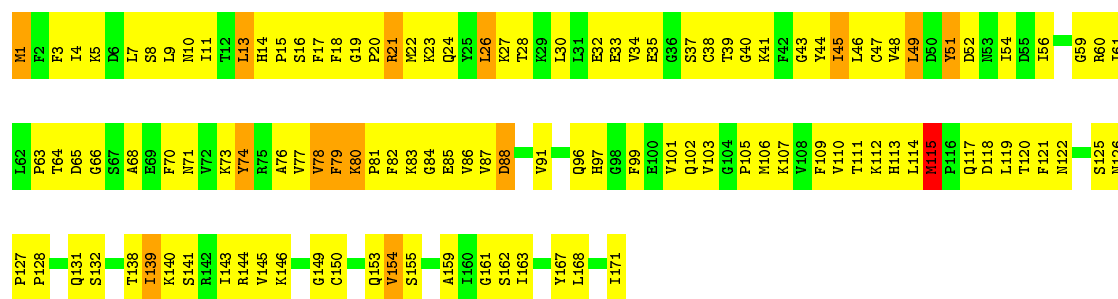 M1 F2 F3 I4 K5 D6 L7 S8 L9 N10 I11 T12 L13 H14 P15 S16 F17 F18 G19 P20 R21 M22 K23 Q24 Y25 L26 K27 T28 K29 L30 L31 E32 E33 V34 E35 G36 S37 C38 T39 G40 K41 F42 G43 Y44 I45 L46 C47 V48 L49 D50 Y51 D52 N53 I54 D55 I56 G59 R60
L62 P63 T64 D65 G66 S67 A68 E69 F70 N71 V72 K73 Y74 R75 A76 V77 V78 F79 K80 P81 F82 K83 G84 E85 V86 V87 D88 V91 Q96 H97 G98 F99 E100 V101 Q102 V103 G104 P105 M106 K107 V108 F109 V110 T111 K112 H113 L114 M115 P116 Q117 D118 L119 T120 F121 N122 S125 N126
P127 P128 Q131 S132 T138 I139 K140 S141 R142 I143 R144 V145 K146 G149 C150 Q153 V154 S155 A159 I160 G161 S162 I163 Y167 L168 I171